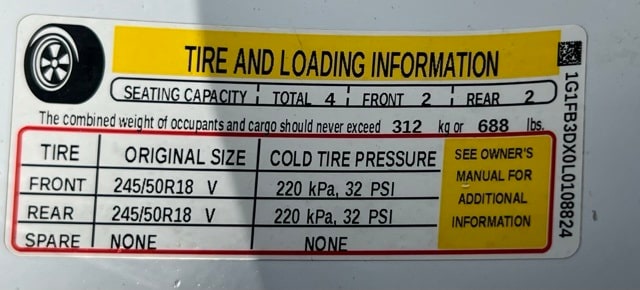 TIRE AND LOADING INFORMATION
SEATING CAPACITY TOTAL 4 FRONT 2 REAR 2
The combined weight of occupants and cargo should never exceed 312 kg or 688 lbs.
TIRE ORIGINAL SIZE COLD TIRE PRESSURE
FRONT 245/50R18 V 220 kPa, 32 PSI
REAR 245/50R18 V 220 kPa, 32 PSI
SPARE NONE NONE
SEE OWNER'S
MANUAL FOR
ADDITIONAL
INFORMATION
1G1FB3DX0L0108824